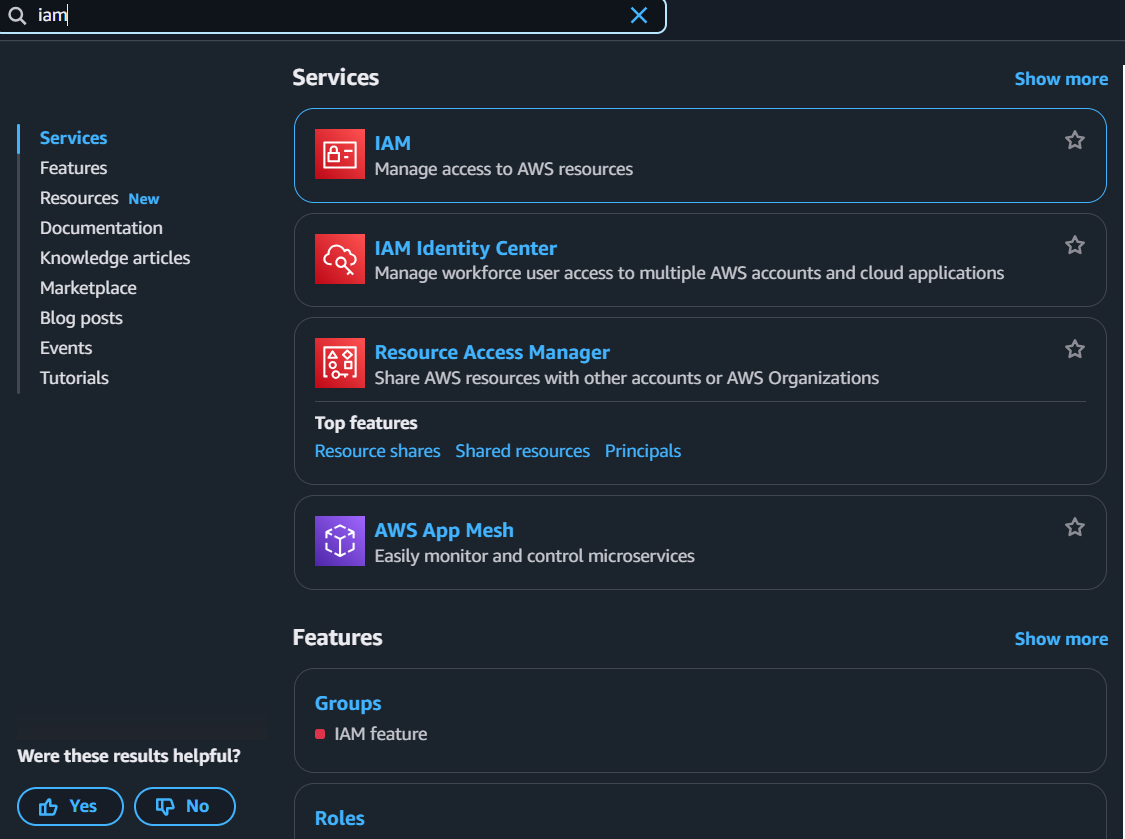 iam
Services
Show more
Services
Features
Resources New
Documentation
Knowledge articles
Marketplace
Blog posts
Events
Tutorials
IAM
Manage access to AWS resources
IAM Identity Center
Manage workforce user access to multiple AWS accounts and cloud applications
Resource Access Manager
Share AWS resources with other accounts or AWS Organizations
Top features
Resource shares Shared resources Principals
AWS App Mesh
Easily monitor and control microservices
Features
Show more
Groups
IAM feature
Roles
Were these results helpful?
Yes No